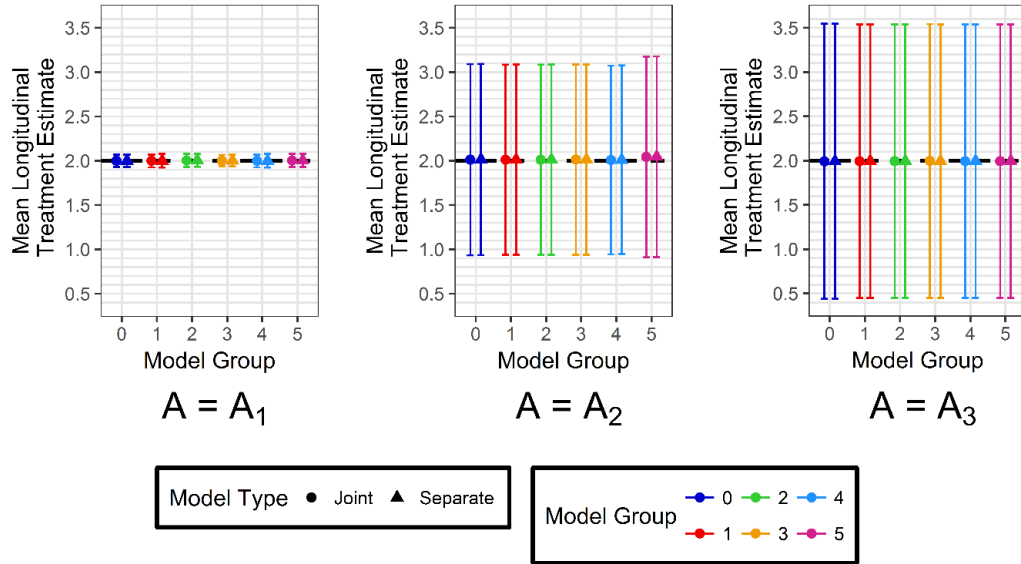 Mean Longitudinal
Treatment Estimate
3.5
3.0
2.5
2.0
1.5
1.0
0.5
0 1 2 3 4 5
Model Group
A = A₁
Mean Longitudinal
Treatment Estimate
3.5
3.0
2.5
2.0
1.5
1.0
0.5
0 1 2 3 4 5
Model Group
A = A₂
Mean Longitudinal
Treatment Estimate
3.5
3.0
2.5
2.0
1.5
1.0
0.5
0 1 2 3 4 5
Model Group
A = A₃
Model Type Joint Separate
Model Group
0 2 4
1 3 5